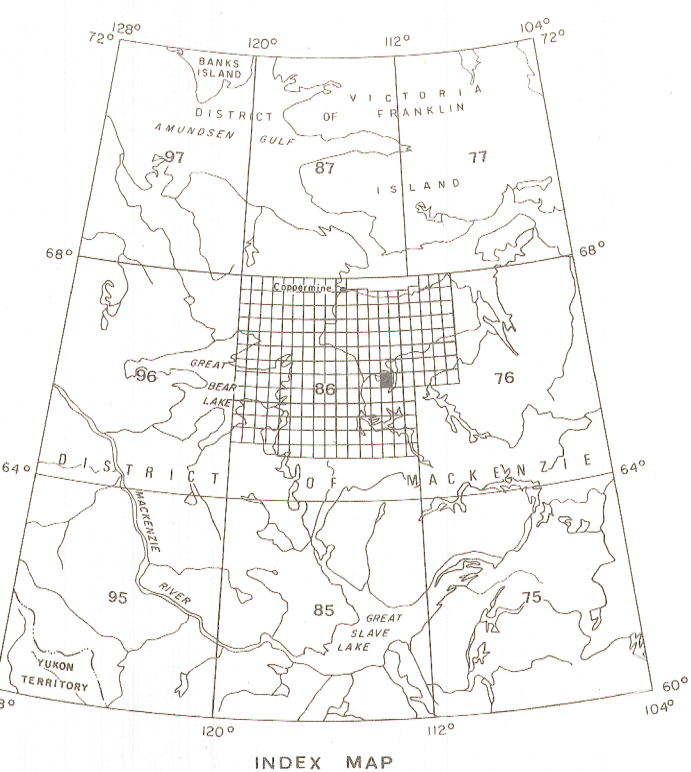 128°
120°
112°
104°
72°
72°
BANKS
ISLAND
VICTORIA
DISTRICT OF FRANKLIN
AMUNDSEN GULF
97
87
77
ISLAND
68°
68°
Coppermine
GREAT
BEAR
LAKE
96
86
76
DISTRICT OF MACKENZIE
64°
64°
MACKENZIE
RIVER
95
85
75
GREAT
SLAVE
LAKE
YUKON
TERRITORY
60°
8°
104°
120°
112°
INDEX MAP